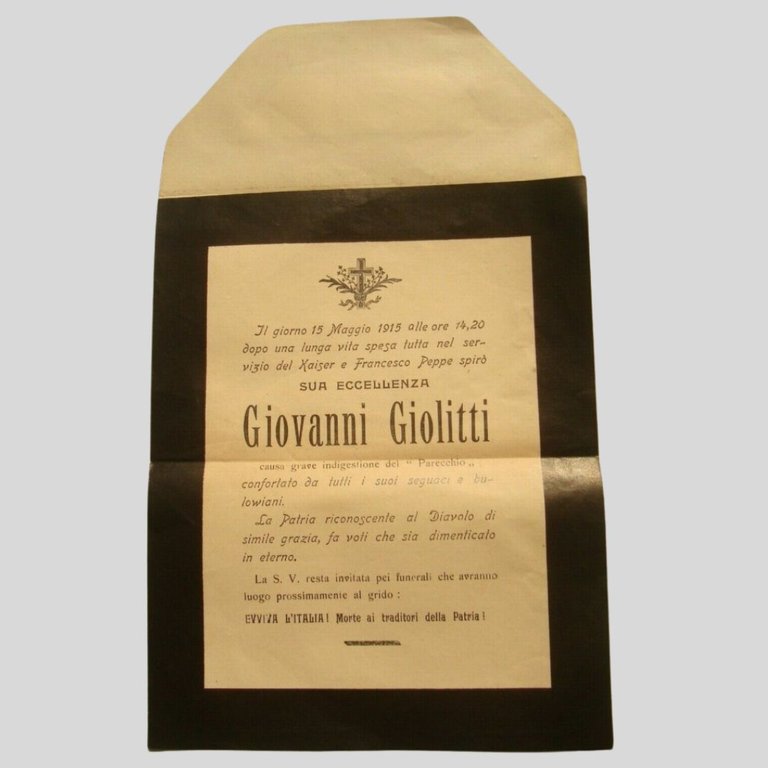 Il giorno 15 Maggio 1915 alle ore 14,20
dopo una lunga vita spesa tutta nel ser-
vizio del Kaiser e Francesco Peppe spirò
SUA ECCELLENZA
Giovanni Giolitti
causa grave indigestione del " Parecchio „
confortato da tutti i suoi seguaci e bu-
lowiani.
La Patria riconoscente al Diavolo di
simile grazia, fa voti che sia dimenticato
in eterno.
La S. V. resta invitata pei funerali che avranno
luogo prossimamente al grido :
EVVIVA L'ITALIA! Morte ai traditori della Patria!